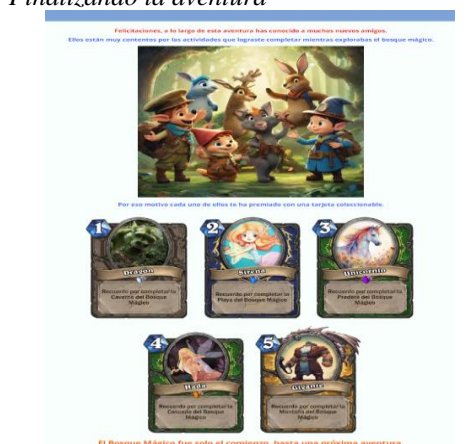 Finalizando la aventura
Felicitaciones, a lo largo de esta aventura has conocido a muchos nuevos amigos.
Ellos están muy contentos por las actividades que lograste completar mientras explorabas el bosque mágico.
Por ese motivo cada uno de ellos te ha premiado con una tarjeta coleccionable.
1
Dragón
Recuerdo por completar la
Caverna del Bosque
Mágico
2
Sirena
Recuerdo por completar la
Playa del Bosque
Mágico
3
Unicornio
Recuerdo por completar la
Pradera del Bosque
Mágico
4
Hada
Recuerdo por completar la
Cascada del Bosque
Mágico
5
Gigante
Recuerdo por completar la
Montaña del Bosque
Mágico
El Bosque Mágico fue solo el comienzo, hasta una próxima aventura